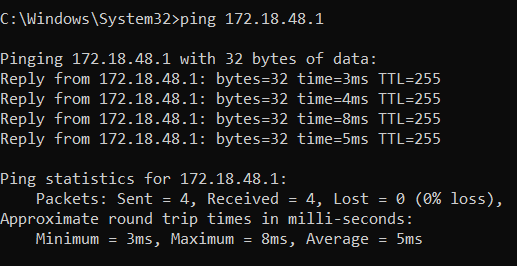 C:\Windows\System32>ping 172.18.48.1
Pinging 172.18.48.1 with 32 bytes of data:
Reply from 172.18.48.1: bytes=32 time=3ms TTL=255
Reply from 172.18.48.1: bytes=32 time=4ms TTL=255
Reply from 172.18.48.1: bytes=32 time=8ms TTL=255
Reply from 172.18.48.1: bytes=32 time=5ms TTL=255
Ping statistics for 172.18.48.1:
    Packets: Sent = 4, Received = 4, Lost = 0 (0% loss),
Approximate round trip times in milli-seconds:
    Minimum = 3ms, Maximum = 8ms, Average = 5ms